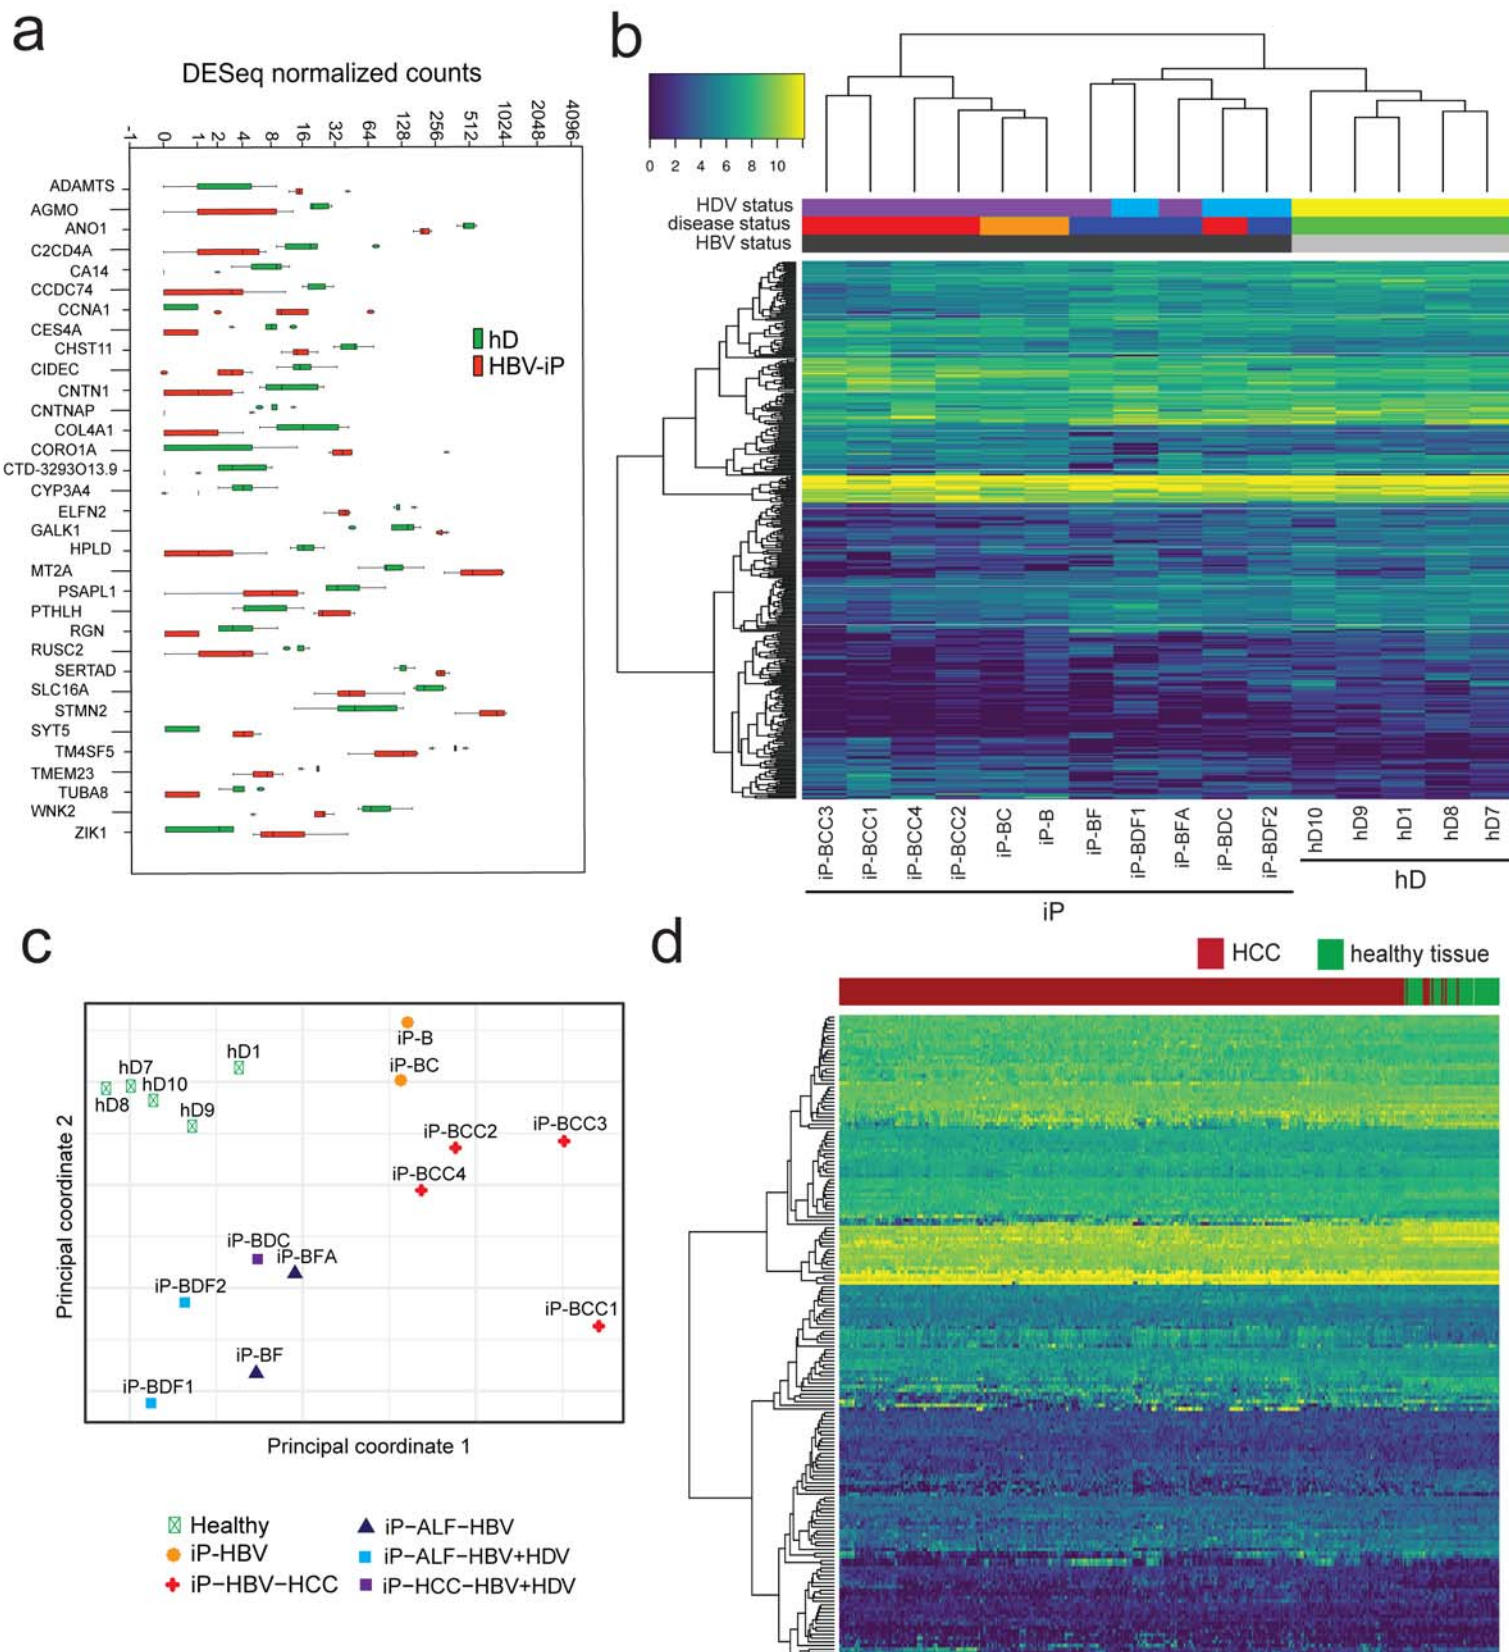 a
DESeq normalized counts
-1
0
1
2
4
8
16
32
64
128
256
512
1024
2048
4096
ADAMTS
AGMO
ANO1
C2CD4A
CA14
CCDC74
CCNA1
CES4A
CHST11
CIDEC
CNTN1
CNTNAP
COL4A1
CORO1A
CTD-3293O13.9
CYP3A4
ELFN2
GALK1
HPLD
MT2A
PSAPL1
PTHLH
RGN
RUSC2
SERTAD
SLC16A
STMN2
SYT5
TM4SF5
TMEM23
TUBA8
WNK2
ZIK1
hD
HBV-iP
b
0 2 4 6 8 10
HDV status
disease status
HBV status
iP-BCC3
iP-BCC1
iP-BCC4
iP-BCC2
iP-BC
iP-B
iP-BF
iP-BDF1
iP-BFA
iP-BDC
iP-BDF2
hD10
hD9
hD1
hD8
hD7
iP
hD
c
Principal coordinate 2
iP-B
iP-BC
hD1
hD7
hD10
hD8
hD9
iP-BCC2
iP-BCC3
iP-BCC4
iP-BDC
iP-BFA
iP-BDF2
iP-BCC1
iP-BF
iP-BDF1
Principal coordinate 1
Healthy
iP-HBV
iP-HBV-HCC
iP-ALF-HBV
iP-ALF-HBV+HDV
iP-HCC-HBV+HDV
d
HCC
healthy tissue